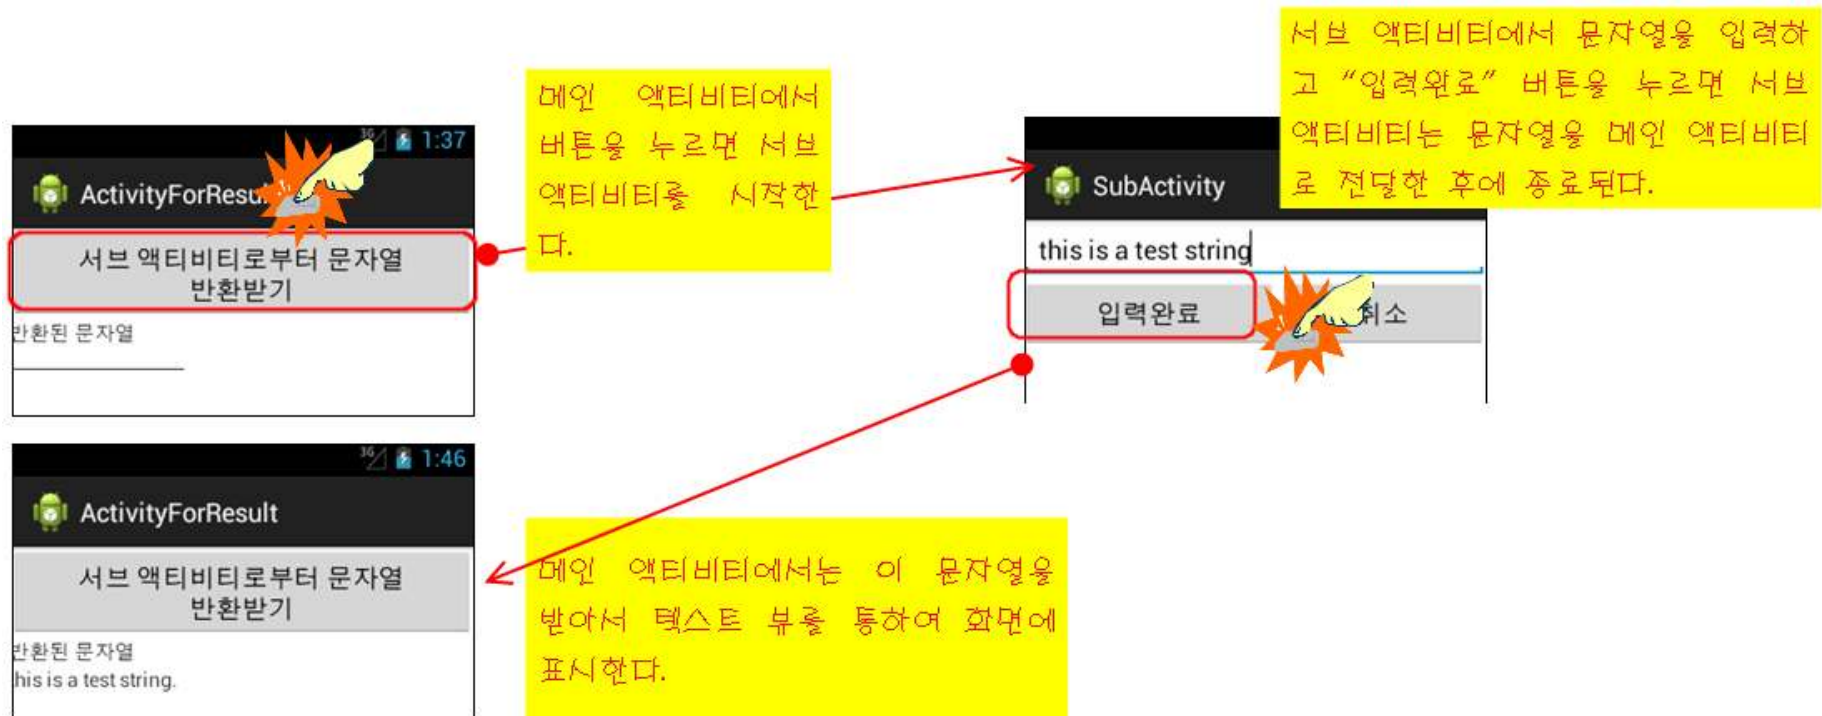 3G 1:37
ActivityForResu
서브 액티비티로부터 문자열
반환받기
반환된 문자열
메인 액티비티에서
버튼을 누르면 서브
액티비티를 시작한
다.
SubActivity
this is a test string
입력완료 취소
서브 액티비티에서 문자열을 입력하
고 “입력완료” 버튼을 누르면 서브
액티비티는 문자열을 메인 액티비티
로 전달한 후에 종료된다.
3G 1:46
ActivityForResult
서브 액티비티로부터 문자열
반환받기
반환된 문자열
his is a test string.
메인 액티비티에서는 이 문자열을
받아서 텍스트 뷰를 통하여 화면에
표시한다.